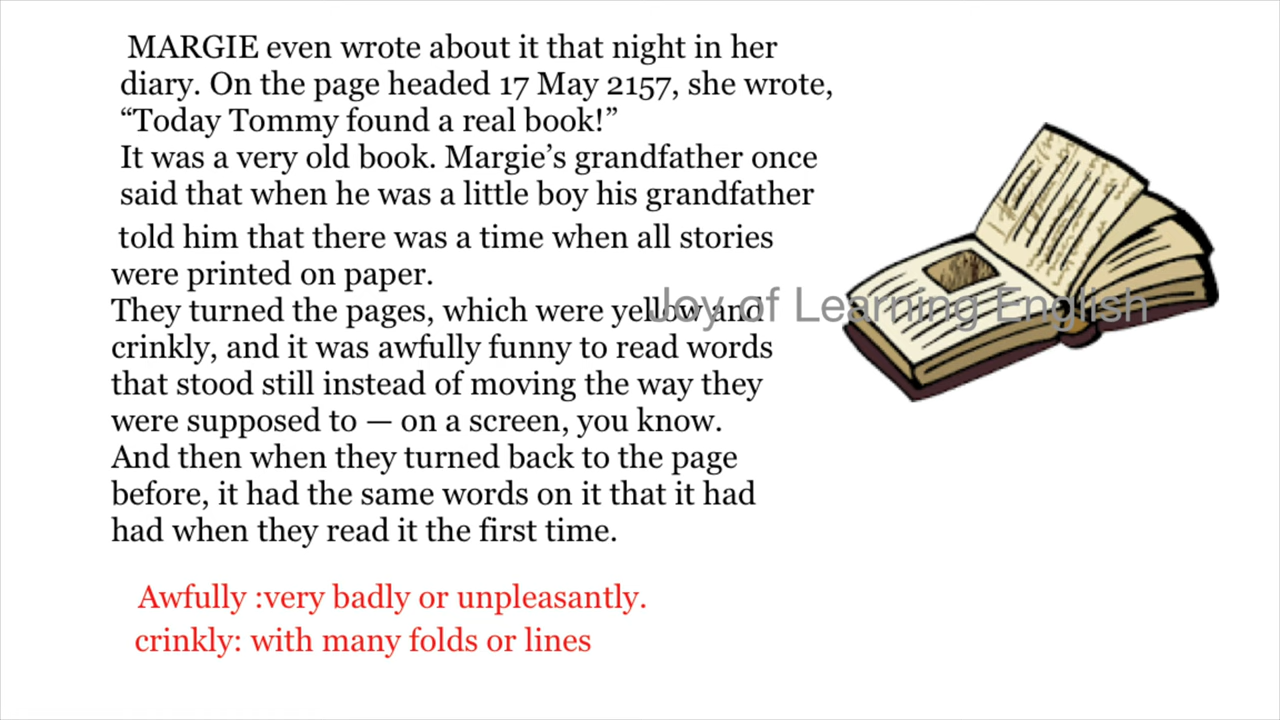 MARGIE even wrote about it that night in her
diary. On the page headed 17 May 2157, she wrote,
“Today Tommy found a real book!”
It was a very old book. Margie’s grandfather once
said that when he was a little boy his grandfather
told him that there was a time when all stories
were printed on paper.
They turned the pages, which were yellow and
Joy of Learning English
crinkly, and it was awfully funny to read words
that stood still instead of moving the way they
were supposed to — on a screen, you know.
And then when they turned back to the page
before, it had the same words on it that it had
had when they read it the first time.
Awfully :very badly or unpleasantly.
crinkly: with many folds or lines